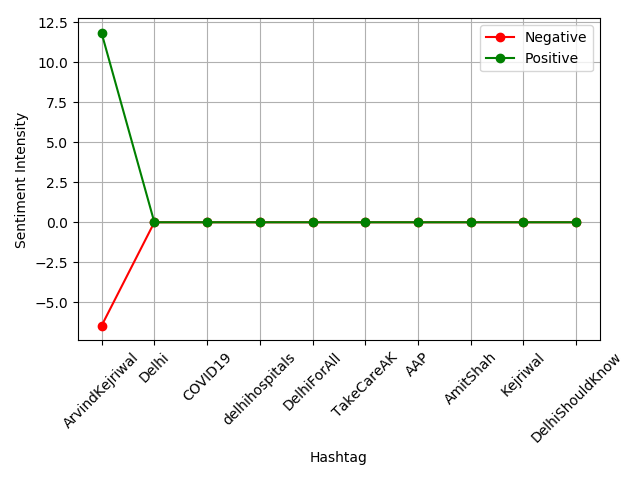 12.5
10.0
7.5
5.0
2.5
0.0
−2.5
−5.0
Sentiment Intensity
Negative
Positive
ArvindKejriwal
Delhi
COVID19
delhihospitals
DelhiForAll
TakeCareAK
AAP
AmitShah
Kejriwal
DelhiShouldKnow
Hashtag